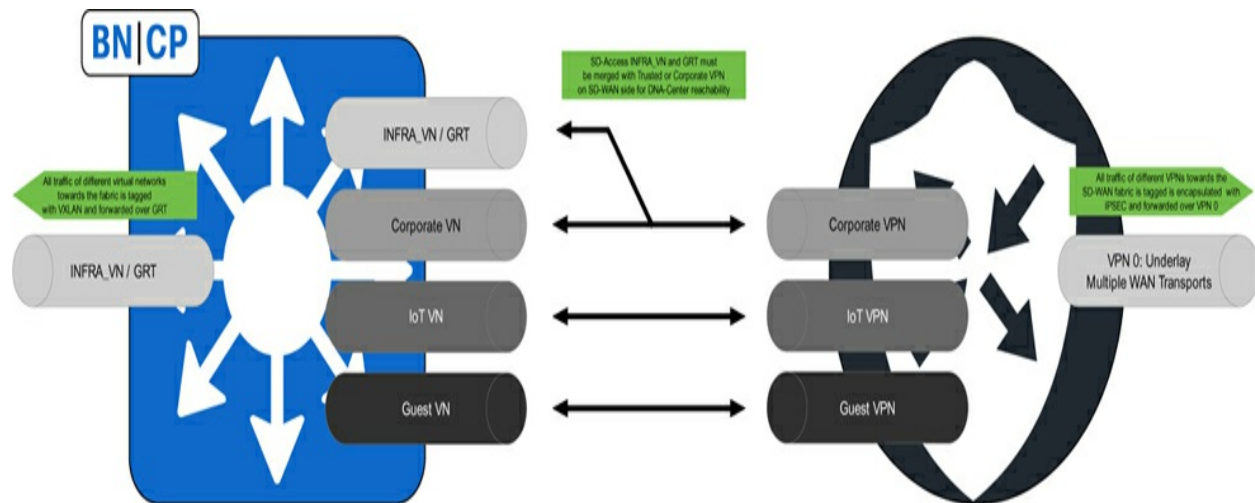 BN|CP
SD-Access INFRA_VN and GRT must
be merged with Trusted or Corporate VPN
on SD-WAN side for DNA-Center reachability
INFRA_VN / GRT
All traffic of different virtual networks
towards the fabric is tagged
with VXLAN and forwarded over GRT
All traffic of different VPNs towards the
SD-WAN fabric is tagged is encapsulated with
IPSEC and forwarded over VPN 0
Corporate VN
Corporate VPN
INFRA_VN / GRT
VPN 0: Underlay
Multiple WAN Transports
IoT VN
IoT VPN
Guest VN
Guest VPN